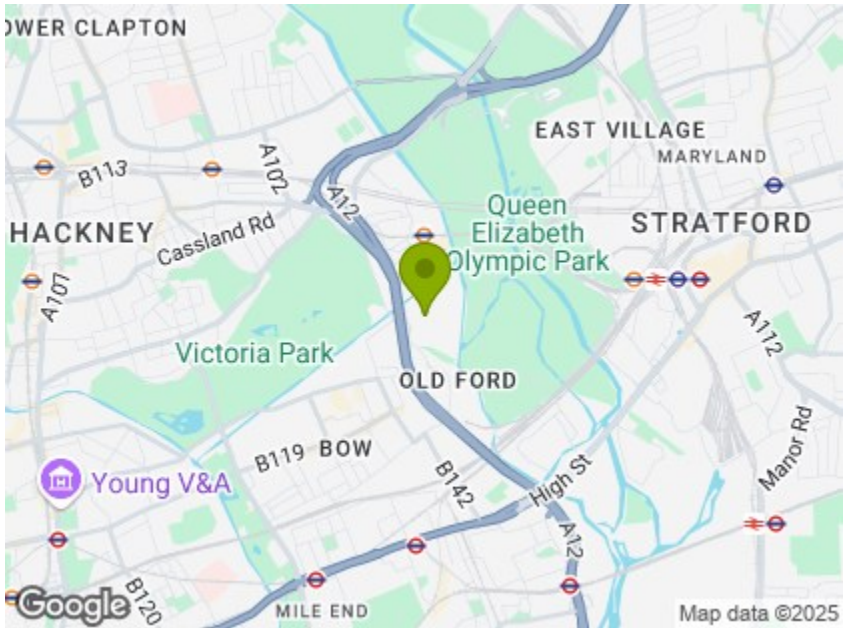 OWER CLAPTON
EAST VILLAGE
MARYLAND
B113
A102
A12
Queen
Elizabeth
Olympic Park
STRATFORD
HACKNEY
Cassland Rd
A107
A112
Victoria Park
OLD FORD
B119
BOW
B142
High St
Manor Rd
Young V&A
A12
B120
MILE END
Google
Map data ©2025